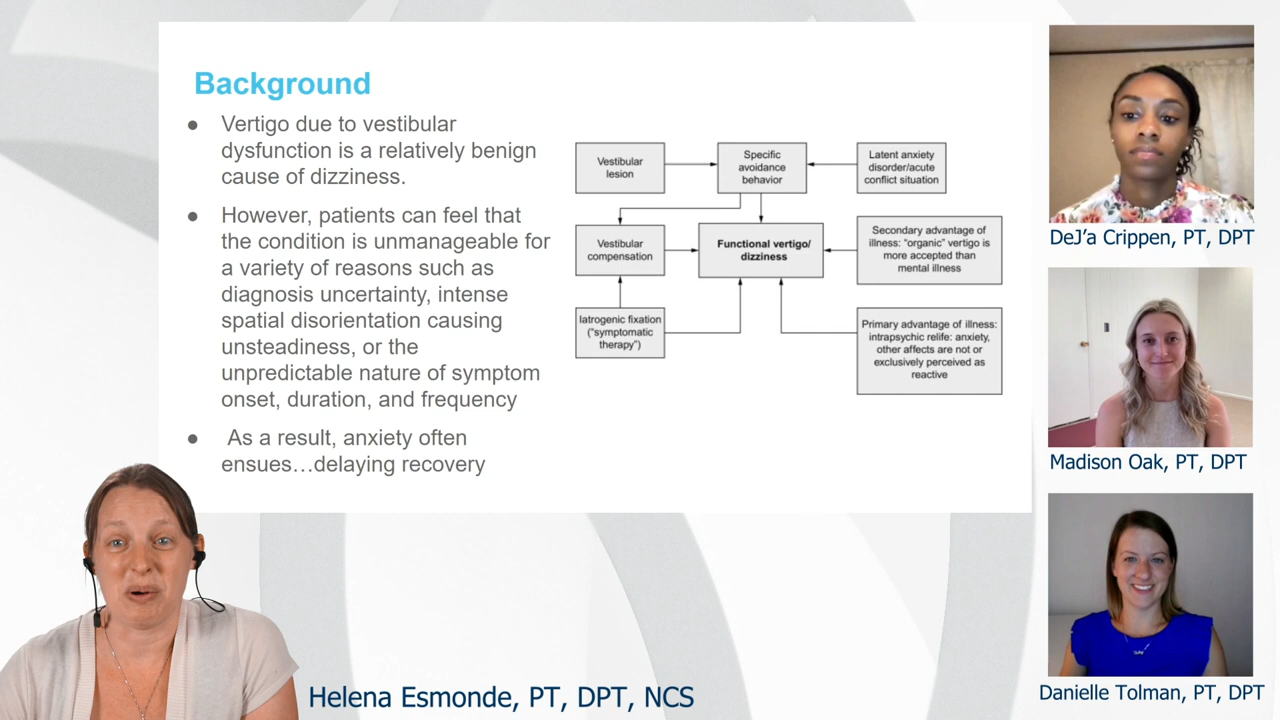 Background
● Vertigo due to vestibular
dysfunction is a relatively benign
cause of dizziness.
● However, patients can feel that
the condition is unmanageable for
a variety of reasons such as
diagnosis uncertainty, intense
spatial disorientation causing
unsteadiness, or the
unpredictable nature of symptom
onset, duration, and frequency
● As a result, anxiety often
ensues…delaying recovery
Vestibular
lesion
Specific
avoidance
behavior
Latent anxiety
disorder/acute
conflict situation
Vestibular
compensation
Functional vertigo/
dizziness
Secondary advantage of
illness: “organic” vertigo is
more accepted than
mental illness
Iatrogenic fixation
(“symptomatic
therapy”)
Primary advantage of illness:
intrapsychic relife: anxiety,
other affects are not or
exclusively perceived as
reactive
DeJ’a Crippen, PT, DPT
Madison Oak, PT, DPT
Danielle Tolman, PT, DPT
Helena Esmonde, PT, DPT, NCS